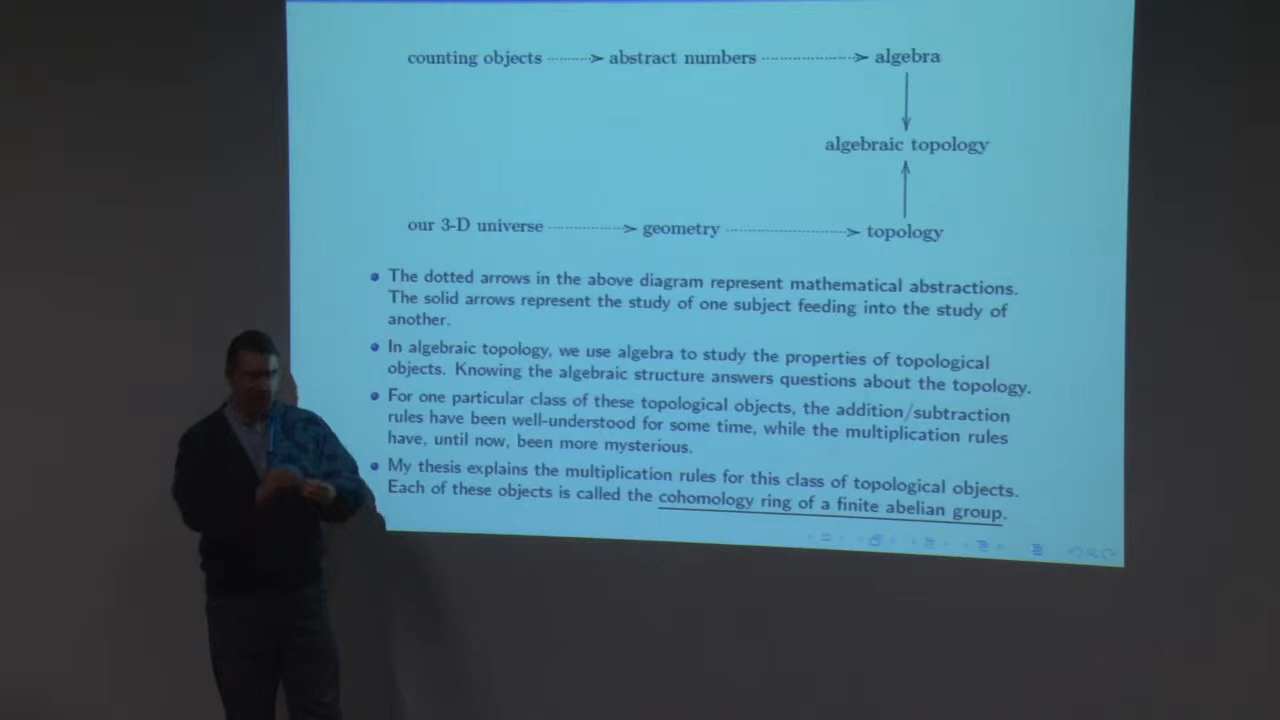 counting objects abstract numbers algebra
algebraic topology
our 3-D universe geometry topology
The dotted arrows in the above diagram represent mathematical abstractions.
The solid arrows represent the study of one subject feeding into the study of
another.
In algebraic topology, we use algebra to study the properties of topological
objects. Knowing the algebraic structure answers questions about the topology.
For one particular class of these topological objects, the addition/subtraction
rules have been well-understood for some time, while the multiplication rules
have, until now, been more mysterious.
My thesis explains the multiplication rules for this class of topological objects.
Each of these objects is called the cohomology ring of a finite abelian group.